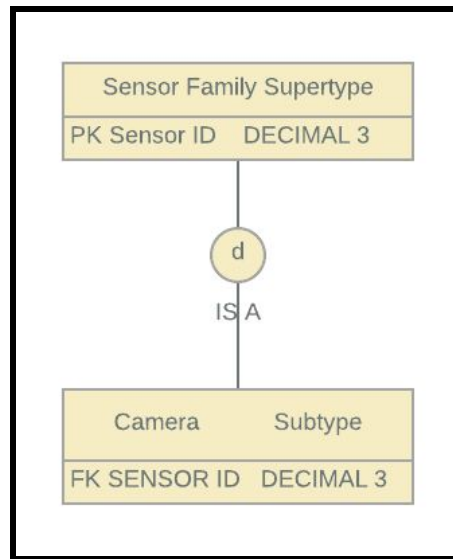 Sensor Family Supertype
PK Sensor ID DECIMAL 3
d
IS A
Camera Subtype
FK SENSOR ID DECIMAL 3